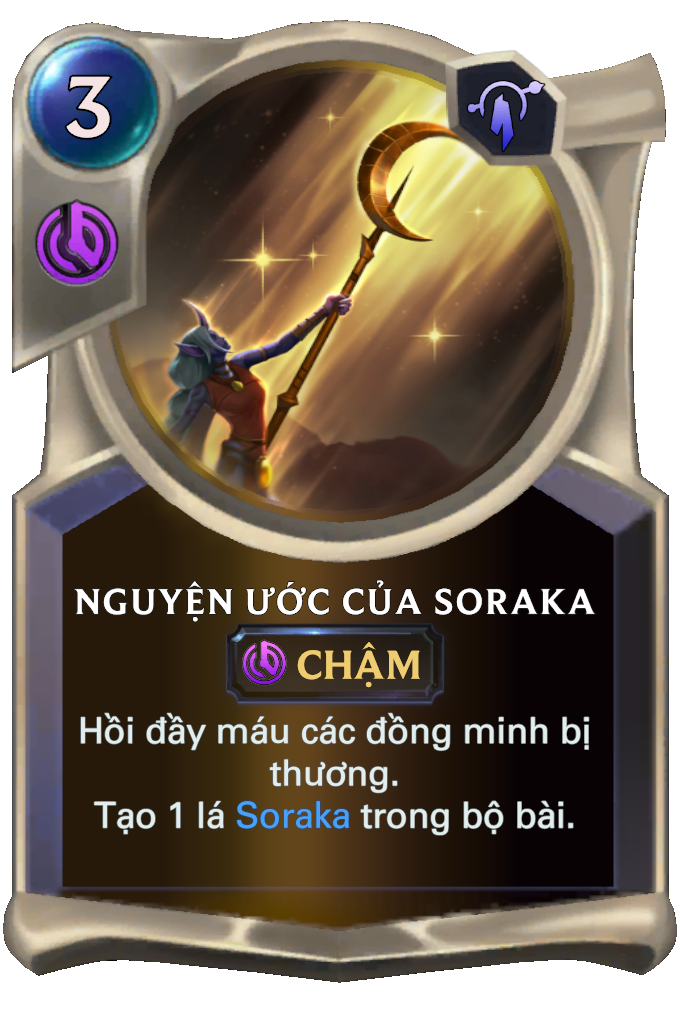 3
NGUYỆN ƯỚC CỦA SORAKA
CHẬM
Hồi đầy máu các đồng minh bị
thương.
Tạo 1 lá Soraka trong bộ bài.